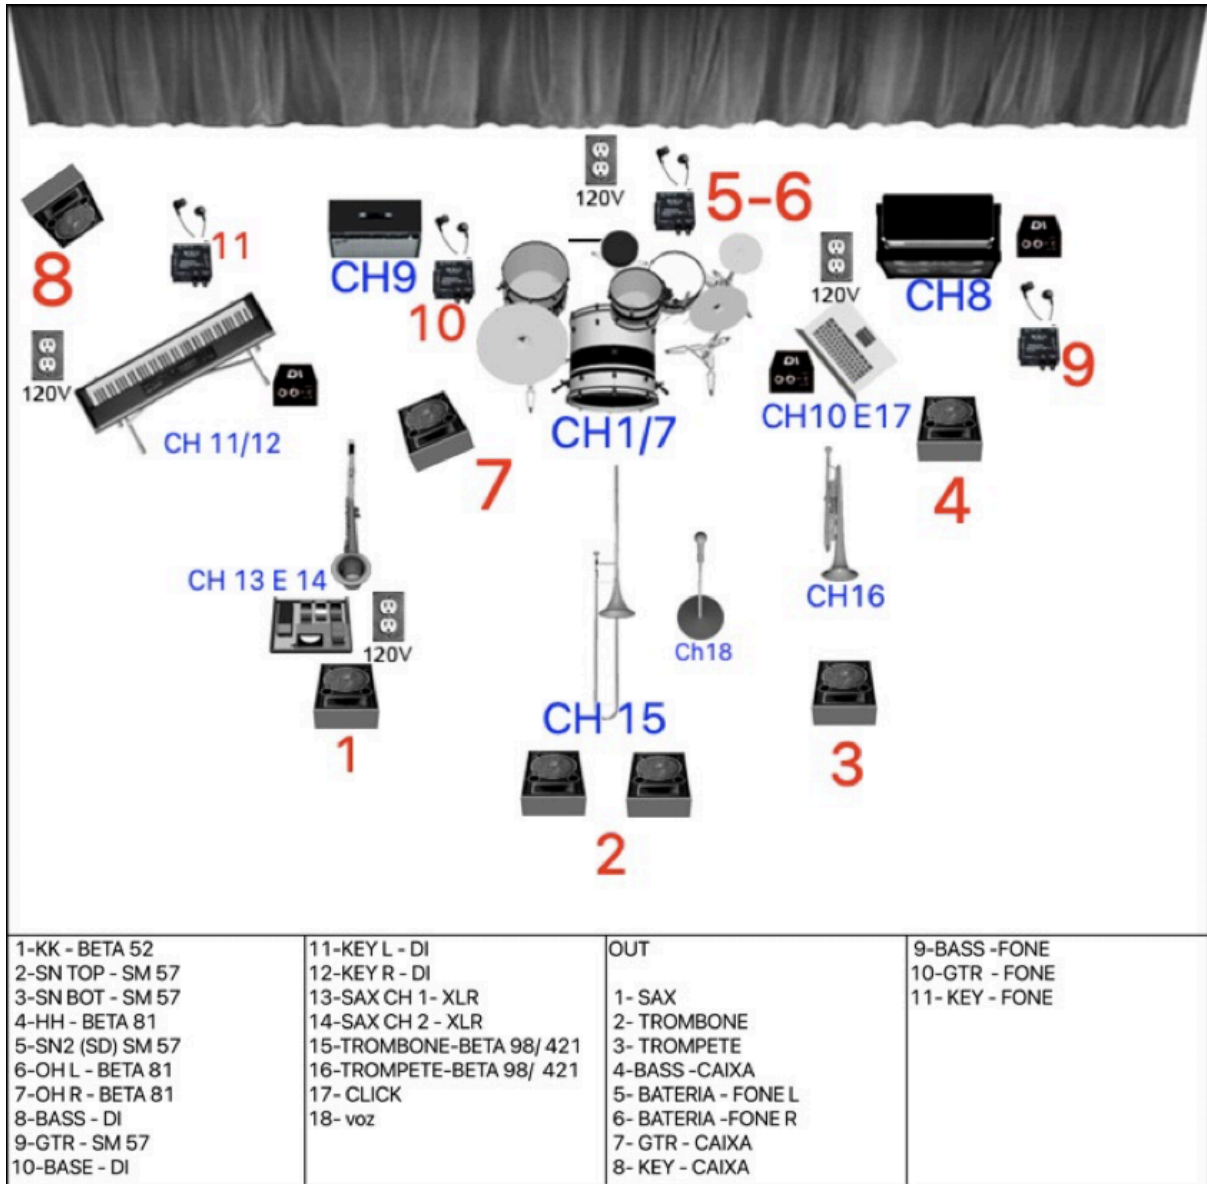 120V
5-6
11
8
CH9
10
120V
CH8
DI
9
120V
DI
CH 11/12
7
CH1/7
DI
CH10 E17
4
CH 13 E 14
120V
CH16
Ch18
1
CH 15
3
2
1-KK - BETA 52
2-SN TOP - SM 57
3-SN BOT - SM 57
4-HH - BETA 81
5-SN2 (SD) SM 57
6-OH L - BETA 81
7-OH R - BETA 81
8-BASS - DI
9-GTR - SM 57
10-BASE - DI
11-KEY L - DI
12-KEY R - DI
13-SAX CH 1- XLR
14-SAX CH 2 - XLR
15-TROMBONE-BETA 98/ 421
16-TROMPETE-BETA 98/ 421
17- CLICK
18- voz
OUT
1- SAX
2- TROMBONE
3- TROMPETE
4-BASS -CAIXA
5- BATERIA - FONE L
6- BATERIA -FONE R
7- GTR - CAIXA
8- KEY - CAIXA
9-BASS -FONE
10-GTR - FONE
11- KEY - FONE